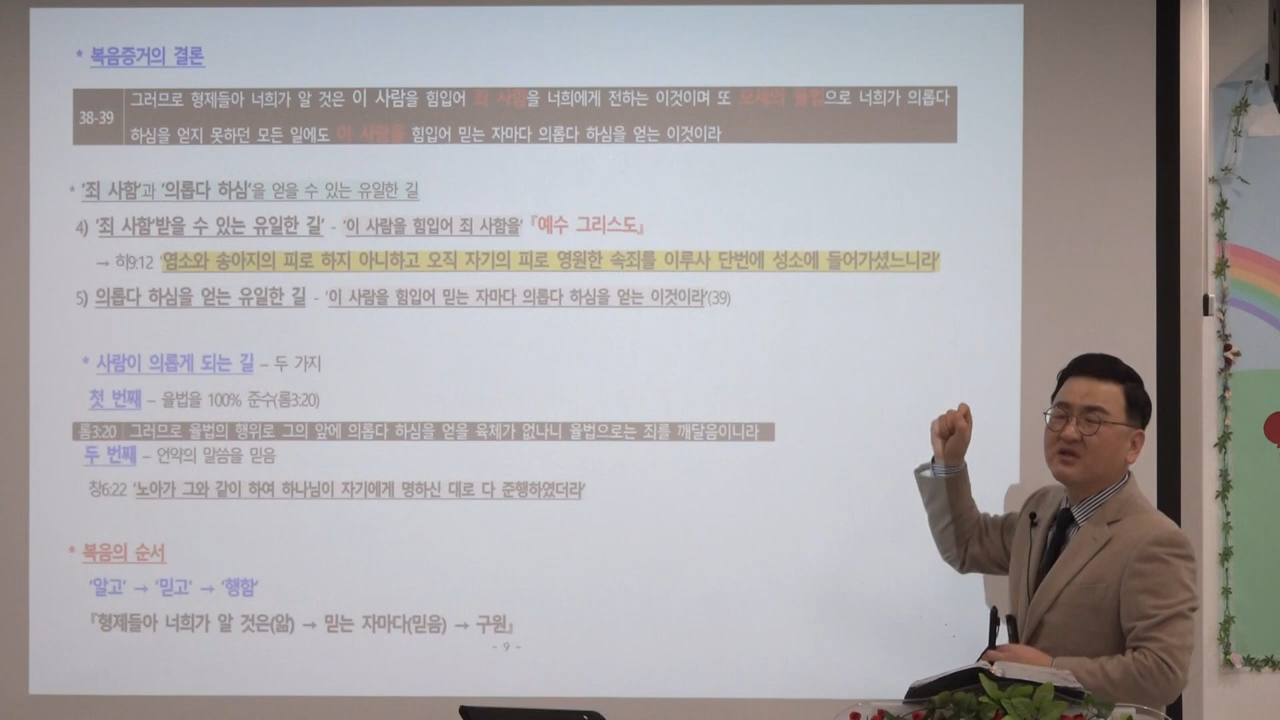 * 복음증거의 결론
38-39 그러므로 형제들아 너희가 알 것은 이 사람을 힘입어 죄 사함을 너희에게 전하는 이것이며 또 모세의 율법으로 너희가 의롭다
하심을 얻지 못하던 모든 일에도 이 사람을 힘입어 믿는 자마다 의롭다 하심을 얻는 이것이라
* '죄 사함'과 '의롭다 하심'을 얻을 수 있는 유일한 길
4) '죄 사함'받을 수 있는 유일한 길' - '이 사람을 힘입어 죄 사함을' 『예수 그리스도』
→ 히9:12 '염소와 송아지의 피로 하지 아니하고 오직 자기의 피로 영원한 속죄를 이루사 단번에 성소에 들어가셨느니라'
5) 의롭다 하심을 얻는 유일한 길 - '이 사람을 힘입어 믿는 자마다 의롭다 하심을 얻는 이것이라'(39)
* 사람이 의롭게 되는 길 – 두 가지
첫 번째 – 율법을 100% 준수(롬3:20)
롬3:20 그러므로 율법의 행위로 그의 앞에 의롭다 하심을 얻을 육체가 없나니 율법으로는 죄를 깨달음이니라
두 번째 – 언약의 말씀을 믿음
창6:22 '노아가 그와 같이 하여 하나님이 자기에게 명하신 대로 다 준행하였더라'
* 복음의 순서
'알고' → '믿고' → '행함'
『형제들아 너희가 알 것은(앎) → 믿는 자마다(믿음) → 구원』
- 9 -